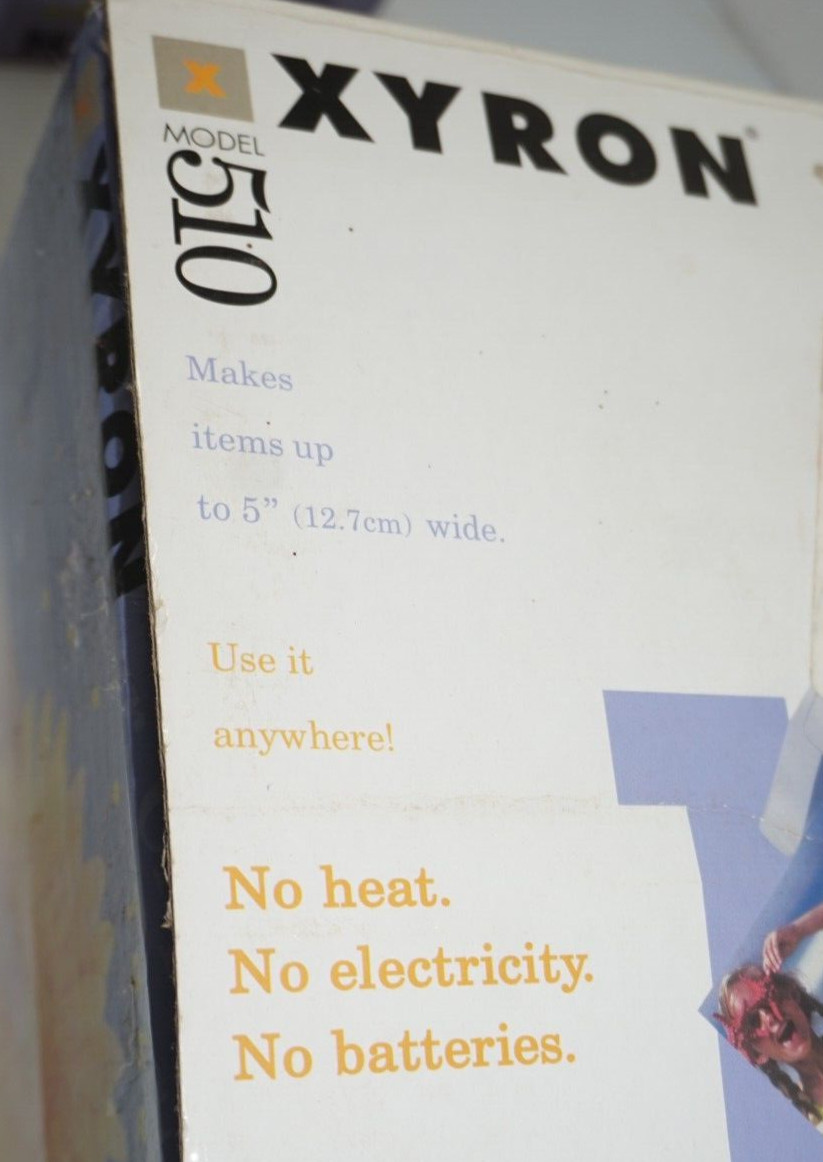 X
XYRON®
MODEL
510
Makes
items up
to 5” (12.7cm) wide.
Use it
anywhere!
No heat.
No electricity.
No batteries.
XYRON